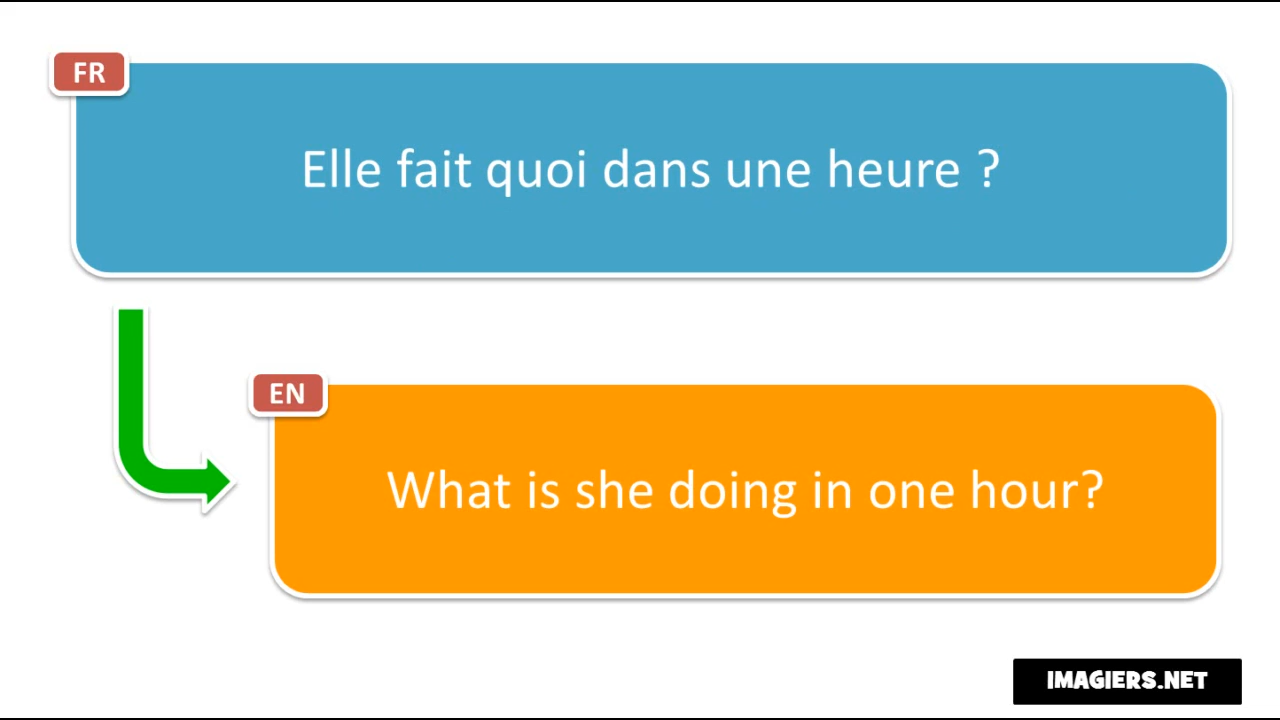 FR
Elle fait quoi dans une heure ?
EN
What is she doing in one hour?
IMAGIERS.NET